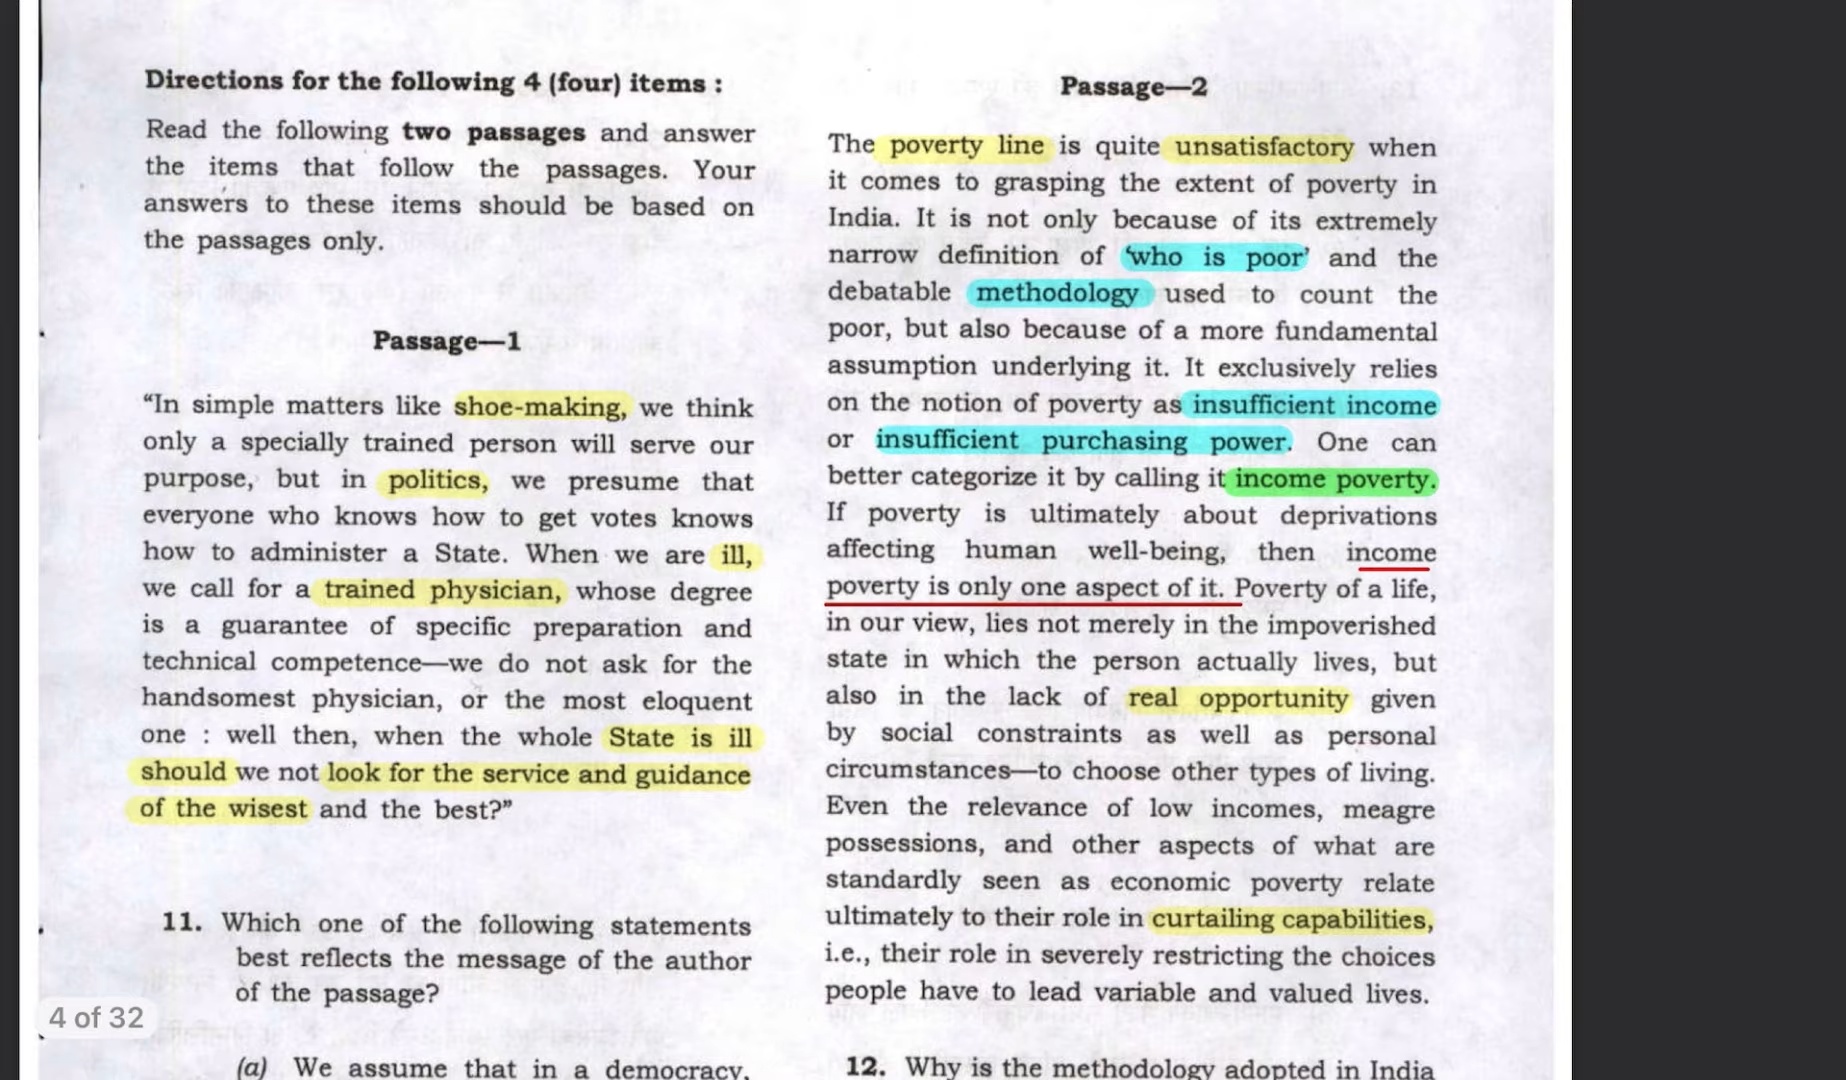 Directions for the following 4 (four) items :
Read the following two passages and answer
the items that follow the passages. Your
answers to these items should be based on
the passages only.
Passage—1
“In simple matters like shoe-making, we think
only a specially trained person will serve our
purpose, but in politics, we presume that
everyone who knows how to get votes knows
how to administer a State. When we are ill,
we call for a trained physician, whose degree
is a guarantee of specific preparation and
technical competence—we do not ask for the
handsomest physician, or the most eloquent
one : well then, when the whole State is ill
should we not look for the service and guidance
of the wisest and the best?”
11. Which one of the following statements
best reflects the message of the author
of the passage?
(a) We assume that in a democracy,
4 of 32
Passage—2
The poverty line is quite unsatisfactory when
it comes to grasping the extent of poverty in
India. It is not only because of its extremely
narrow definition of ‘who is poor’ and the
debatable methodology used to count the
poor, but also because of a more fundamental
assumption underlying it. It exclusively relies
on the notion of poverty as insufficient income
or insufficient purchasing power. One can
better categorize it by calling it income poverty.
If poverty is ultimately about deprivations
affecting human well-being, then income
poverty is only one aspect of it. Poverty of a life,
in our view, lies not merely in the impoverished
state in which the person actually lives, but
also in the lack of real opportunity given
by social constraints as well as personal
circumstances—to choose other types of living.
Even the relevance of low incomes, meagre
possessions, and other aspects of what are
standardly seen as economic poverty relate
ultimately to their role in curtailing capabilities,
i.e., their role in severely restricting the choices
people have to lead variable and valued lives.
12. Why is the methodology adopted in India